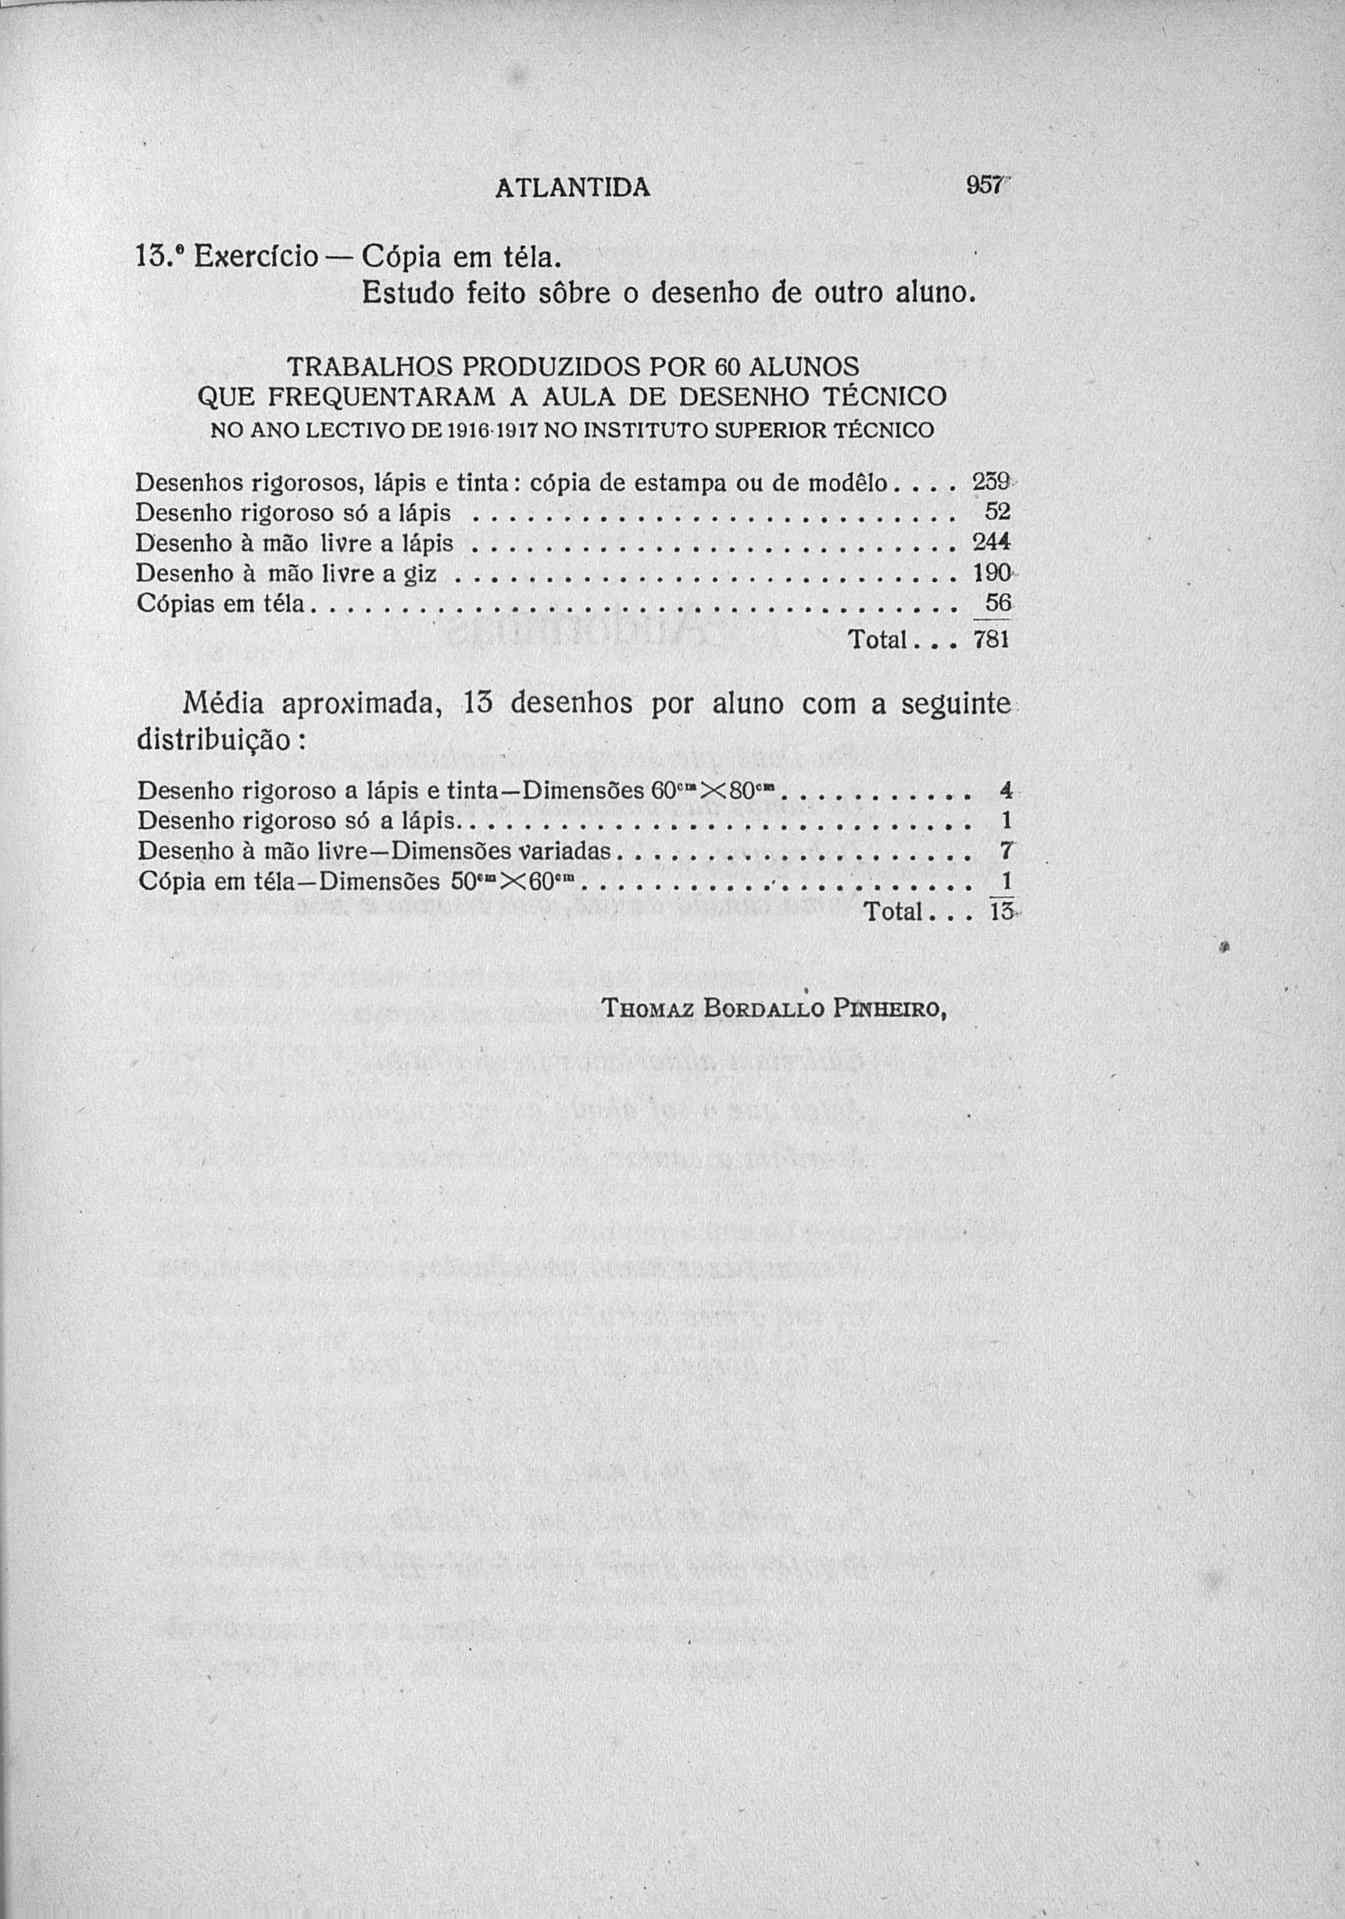 ATLANTIDA 957
13.º Exercício — Cópia em téla.
Estudo feito sôbre o desenho de outro aluno.
TRABALHOS PRODUZIDOS POR 60 ALUNOS
QUE FREQUENTARAM A AULA DE DESENHO TÉCNICO
NO ANO LECTIVO DE 1916-1917 NO INSTITUTO SUPERIOR TÉCNICO
Desenhos rigorosos, lápis e tinta: cópia de estampa ou de modêlo. . . . 239
Desenho rigoroso só a lápis . . . . . . . . . . . . . . . . . . . . . . . . . . . 52
Desenho à mão livre a lápis . . . . . . . . . . . . . . . . . . . . . . . . . . . 244
Desenho à mão livre a giz . . . . . . . . . . . . . . . . . . . . . . . . . . . . 190
Cópias em téla. . . . . . . . . . . . . . . . . . . . . . . . . . . . . . . . . . . . 56
Total. . . 781
Média aproximada, 13 desenhos por aluno com a seguinte
distribuição :
Desenho rigoroso a lápis e tinta—Dimensões 60cm×80cm. . . . . . . . . . . 4
Desenho rigoroso só a lápis. . . . . . . . . . . . . . . . . . . . . . . . . . . . . 1
Desenho à mão livre—Dimensões variadas. . . . . . . . . . . . . . . . . . . . 7
Cópia em téla—Dimensões 50cm×60cm. . . . . . . . . . . . . . . . . . . . . . 1
Total. . . 13
THOMAZ BORDALLO PINHEIRO,